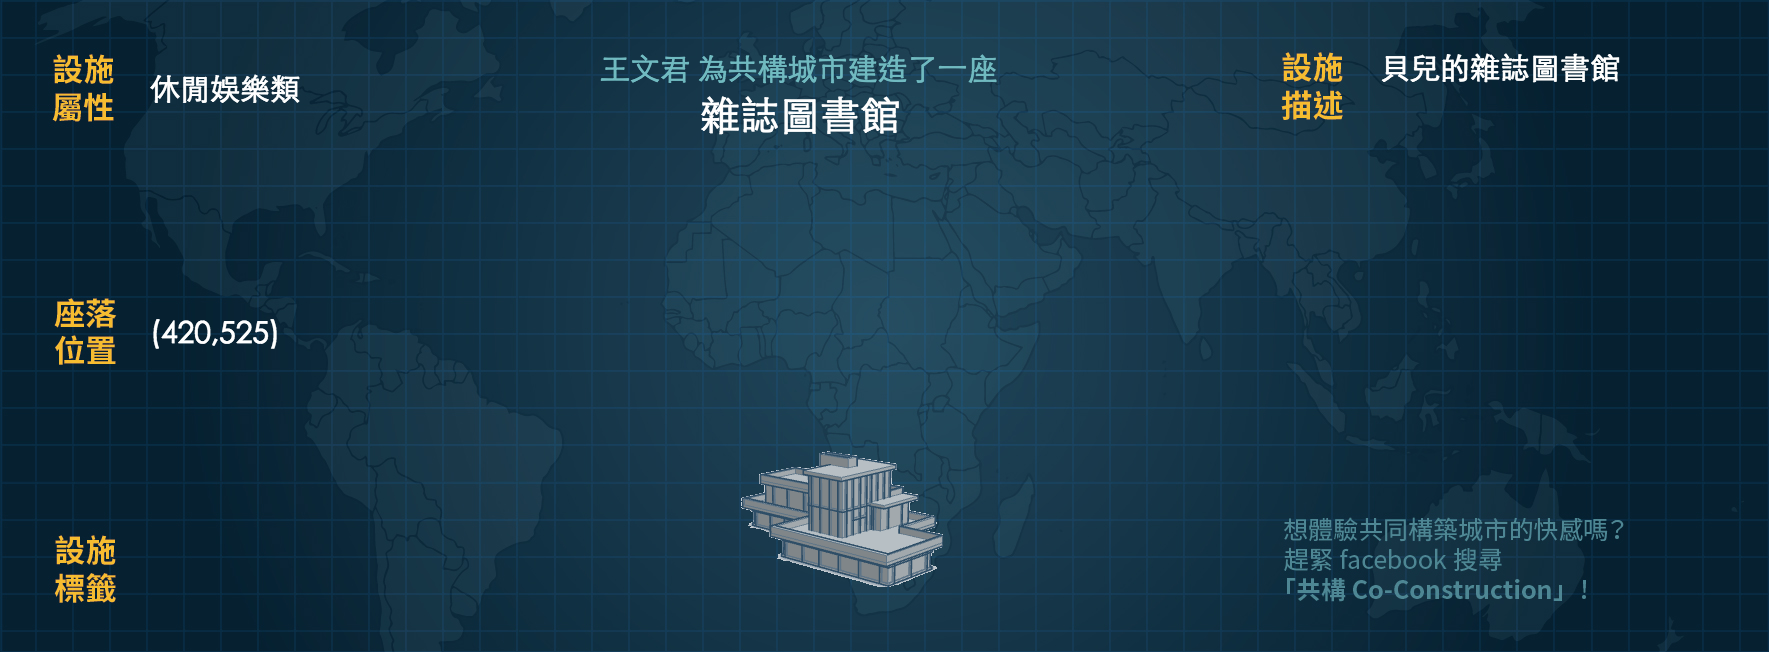 設施
屬性
休閒娛樂類
王文君 為共構城市建造了一座
雜誌圖書館
設施
描述
貝兒的雜誌圖書館
座落
位置
(420,525)
設施
標籤
想體驗共同構築城市的快感嗎？
趕緊 facebook 搜尋
「共構 Co-Construction」！